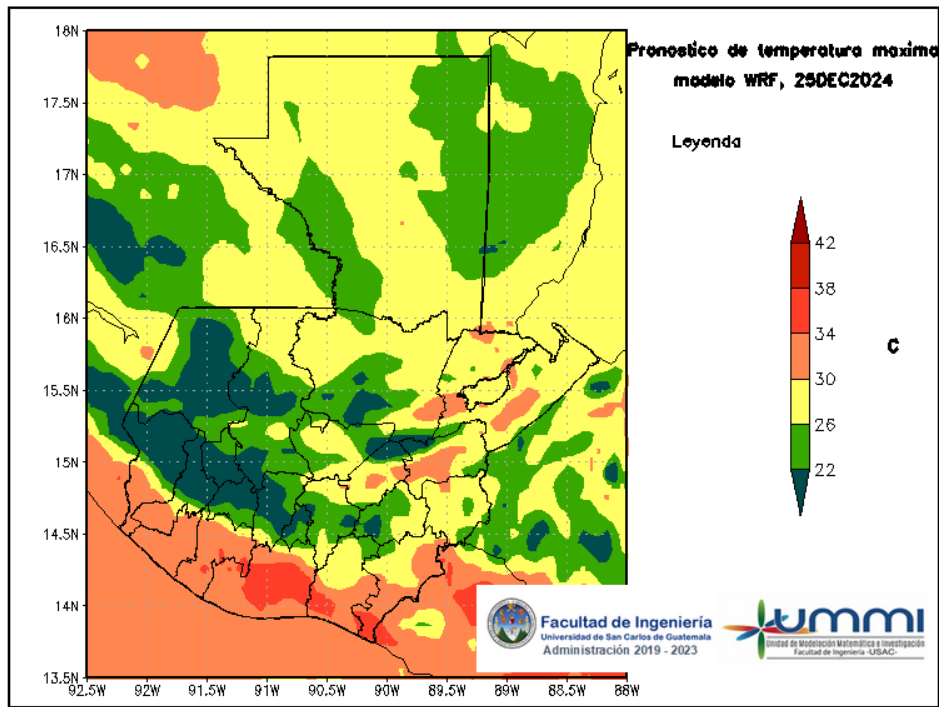 Pronostico de temperatura maxima
modelo WRF, 25DEC2024
Leyenda
42
38
34
30
26
22
C
18N
17.5N
17N
16.5N
16N
15.5N
15N
14.5N
14N
13.5N
92.5W
92W
91.5W
91W
90.5W
90W
89.5W
89W
88.5W
88W
Facultad de Ingeniería
Universidad de San Carlos de Guatemala
Administración 2019 - 2023
ummi
Unidad de Modelación Matemática e Investigación
Facultad de Ingeniería -USAC-